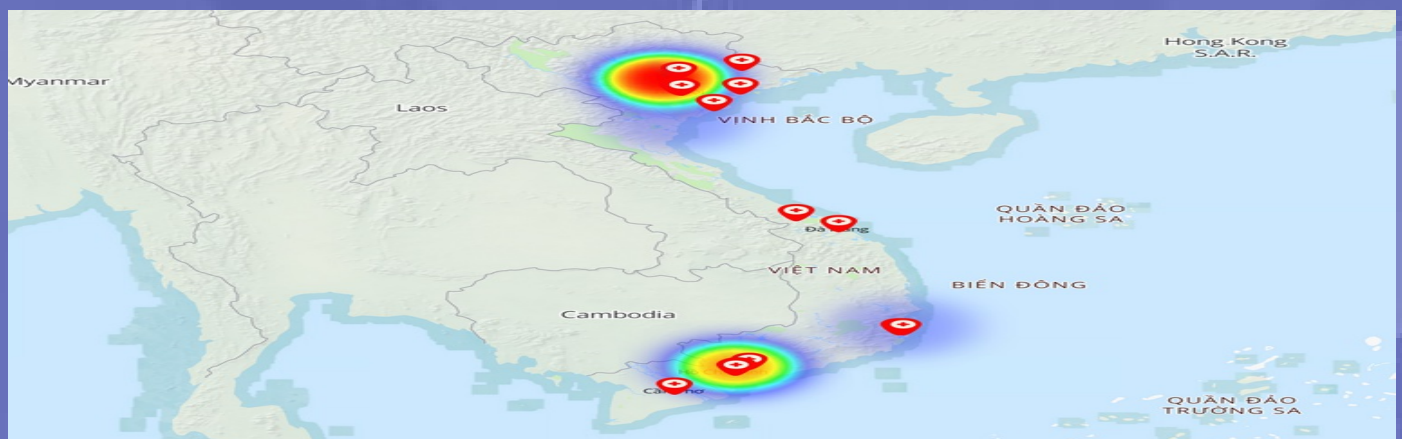 Hong Kong
S.A.R.
Myanmar
Laos
VỊNH BẮC BỘ
QUẦN ĐẢO
HOÀNG SA
VIỆT NAM
BIỂN ĐÔNG
Cambodia
QUẦN ĐẢO
TRƯỜNG SA